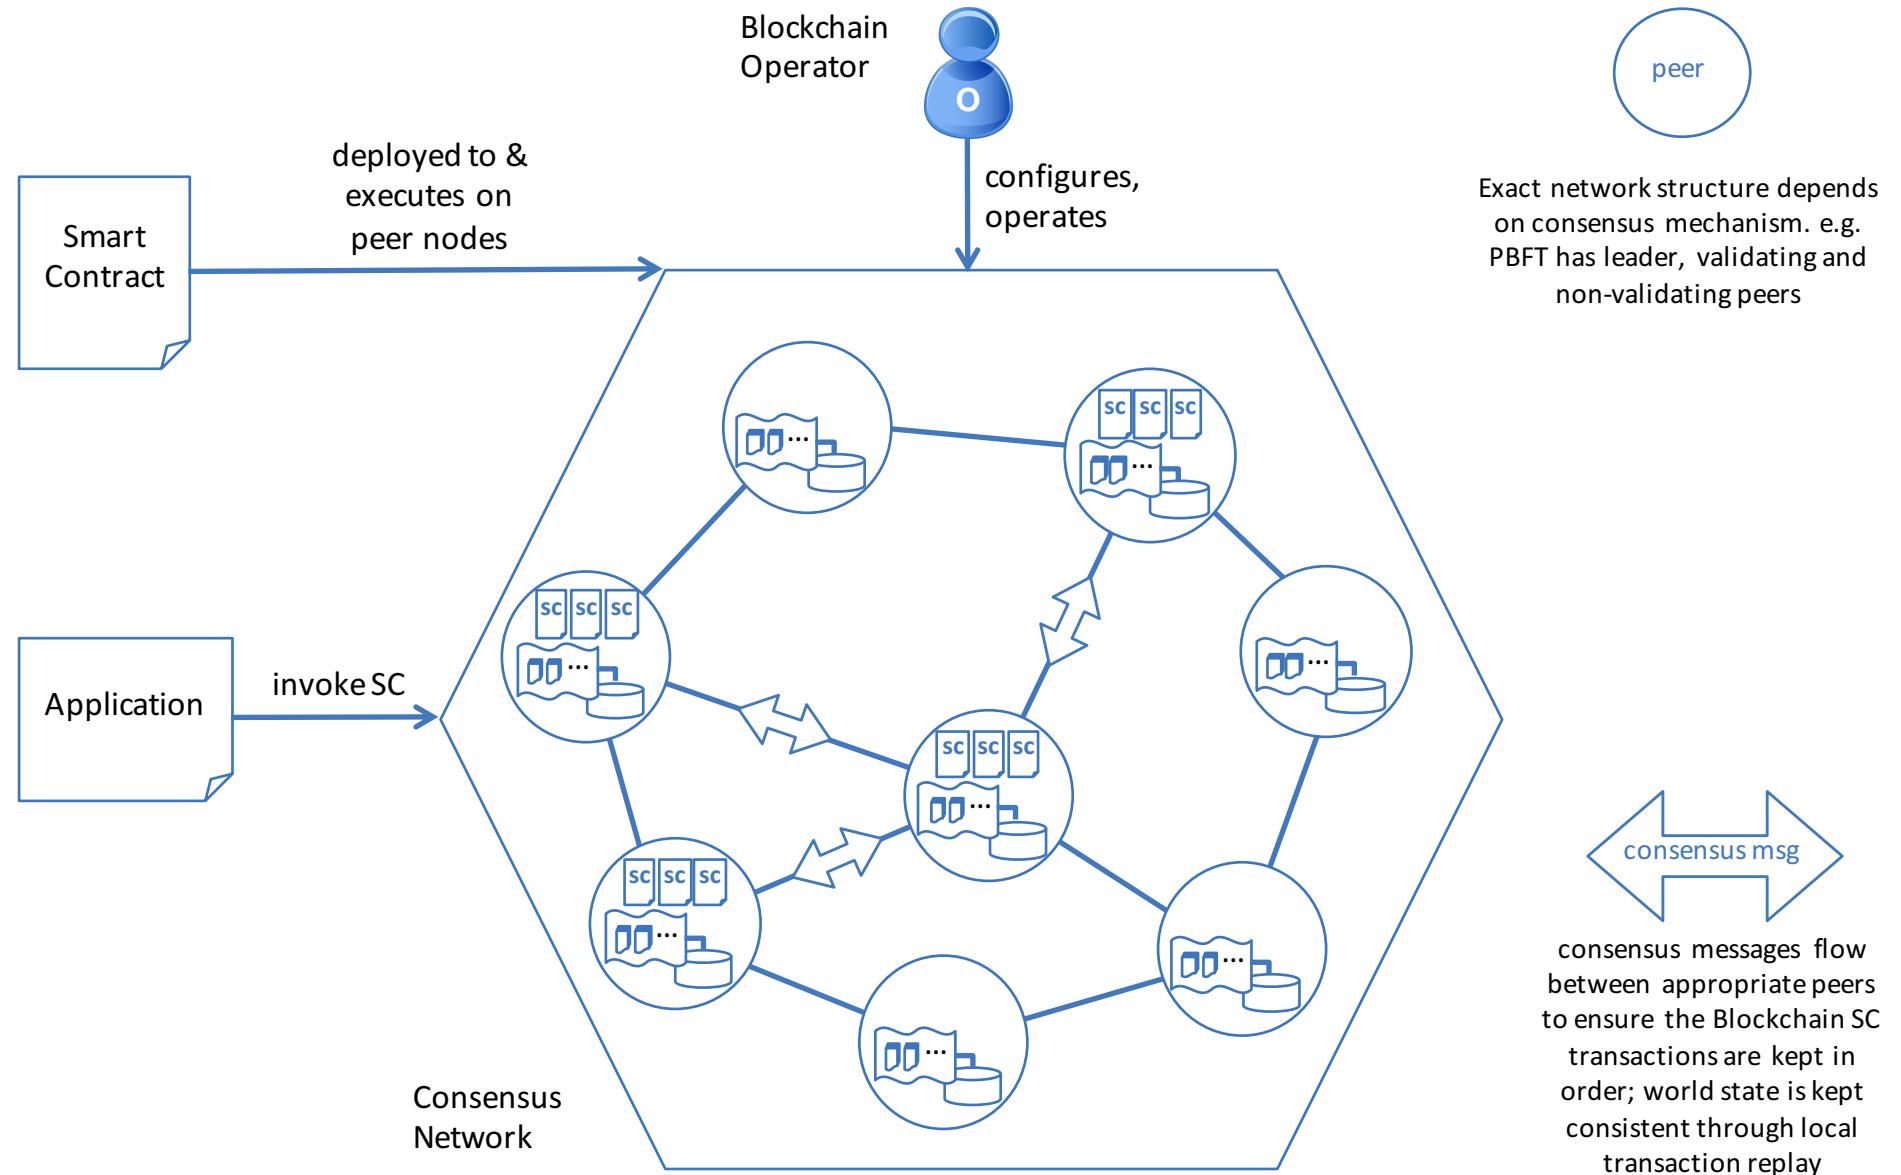 Blockchain
Operator
O
peer
deployed to &
executes on
peer nodes
configures,
operates
Exact network structure depends
on consensus mechanism. e.g.
PBFT has leader, validating and
non-validating peers
Smart
Contract
sc sc sc
...
...
sc sc sc
...
...
Application
invoke SC
sc sc sc
...
sc sc sc
...
...
...
consensus msg
consensus messages flow
between appropriate peers
to ensure the Blockchain SC
transactions are kept in
order; world state is kept
consistent through local
transaction replay
Consensus
Network